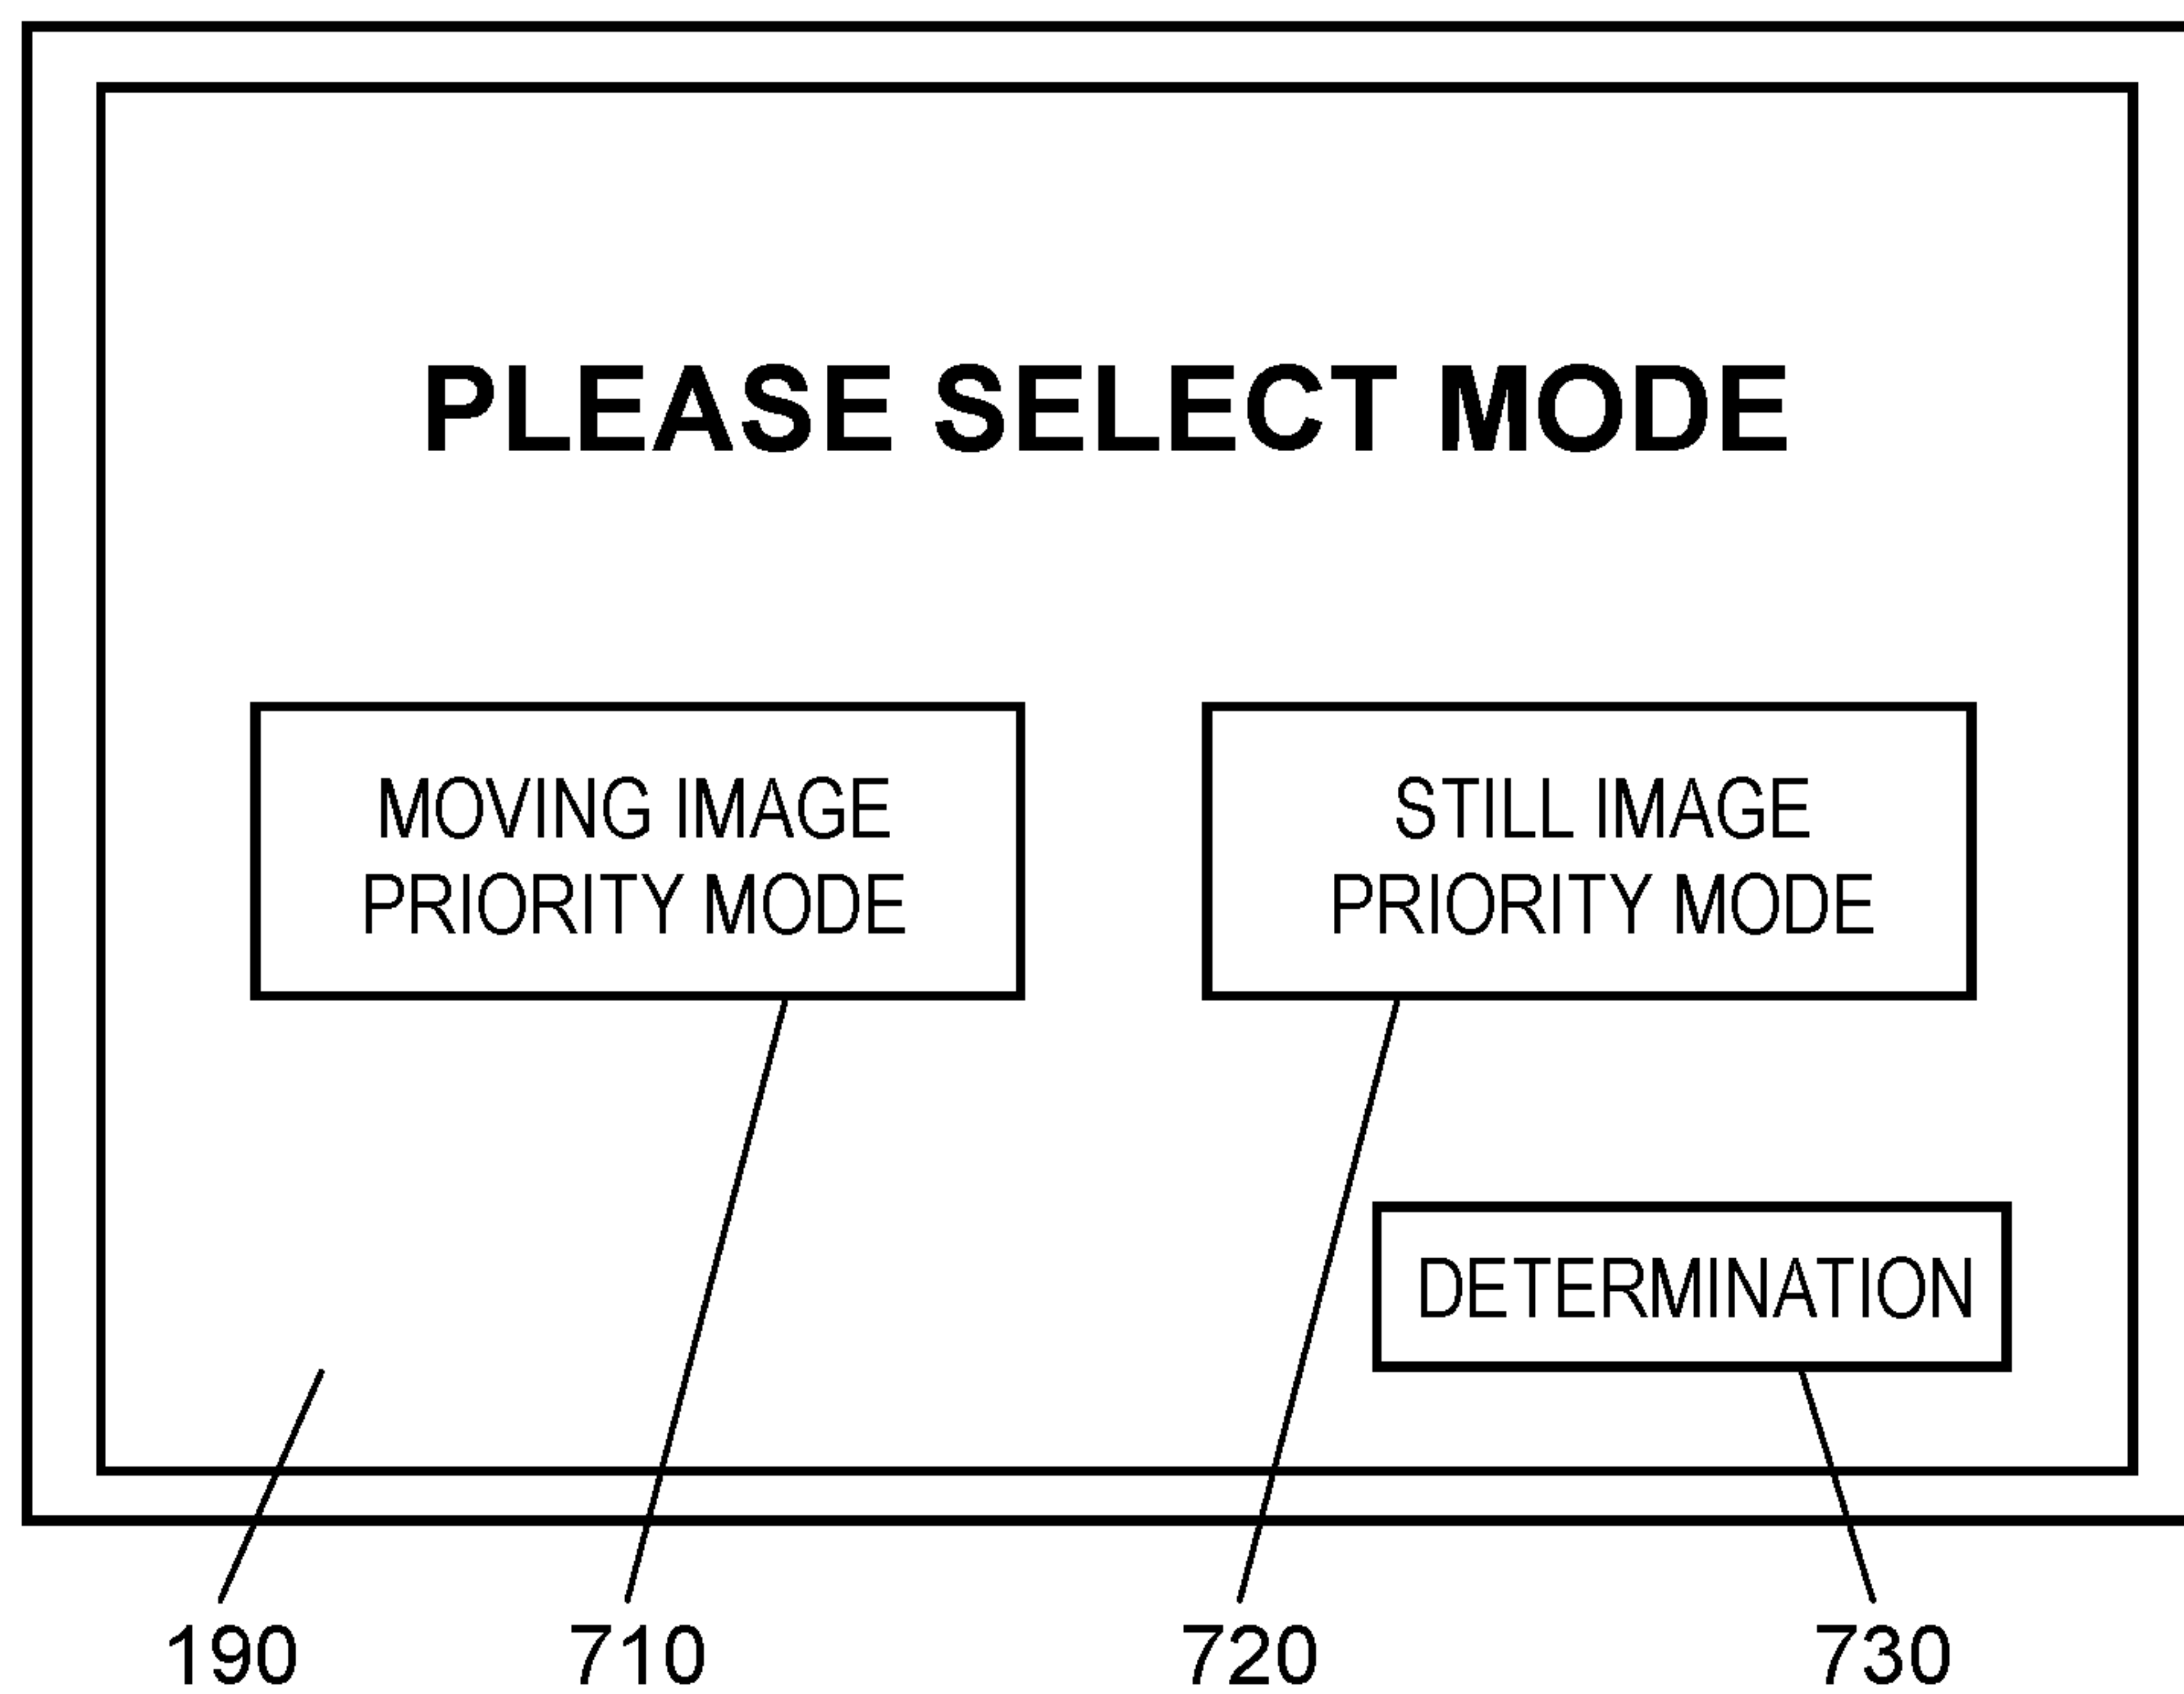 PLEASE SELECT MODE
MOVING IMAGE
PRIORITY MODE
STILL IMAGE
PRIORITY MODE
DETERMINATION
190
710
720
730